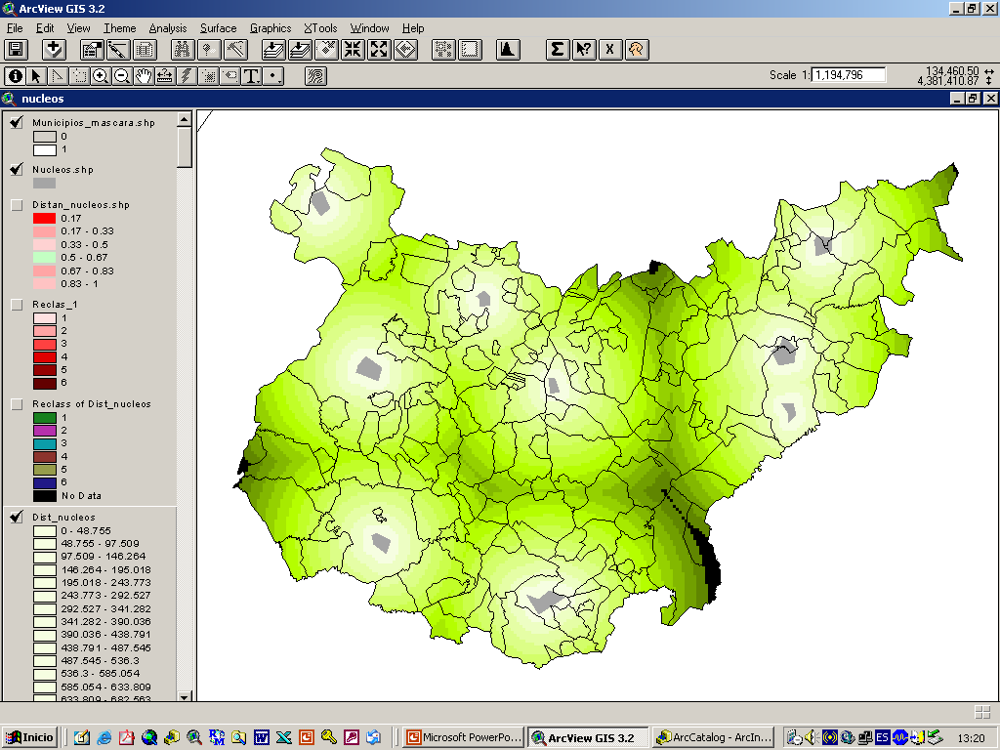 ArcView GIS 3.2
File Edit View Theme Analysis Surface Graphics XTools Window Help
Scale 1: 1,194,796 134,460.50
4,381,410.87
nucleos
Municipios_mascara.shp
0
1
Nucleos.shp
Distan_nucleos.shp
0.17
0.17 - 0.33
0.33 - 0.5
0.5 - 0.67
0.67 - 0.83
0.83 - 1
Reclas_1
1
2
3
4
5
6
Reclass of Dist_nucleos
1
2
3
4
5
6
No Data
Dist_nucleos
0 - 48.755
48.755 - 97.509
97.509 - 146.264
146.264 - 195.018
195.018 - 243.773
243.773 - 292.527
292.527 - 341.282
341.282 - 390.036
390.036 - 438.791
438.791 - 487.545
487.545 - 536.3
536.3 - 585.054
585.054 - 633.809
633.809 - 682.563
Inicio Microsoft PowerPo... ArcView GIS 3.2 ArcCatalog - ArcIn... ES 13:20